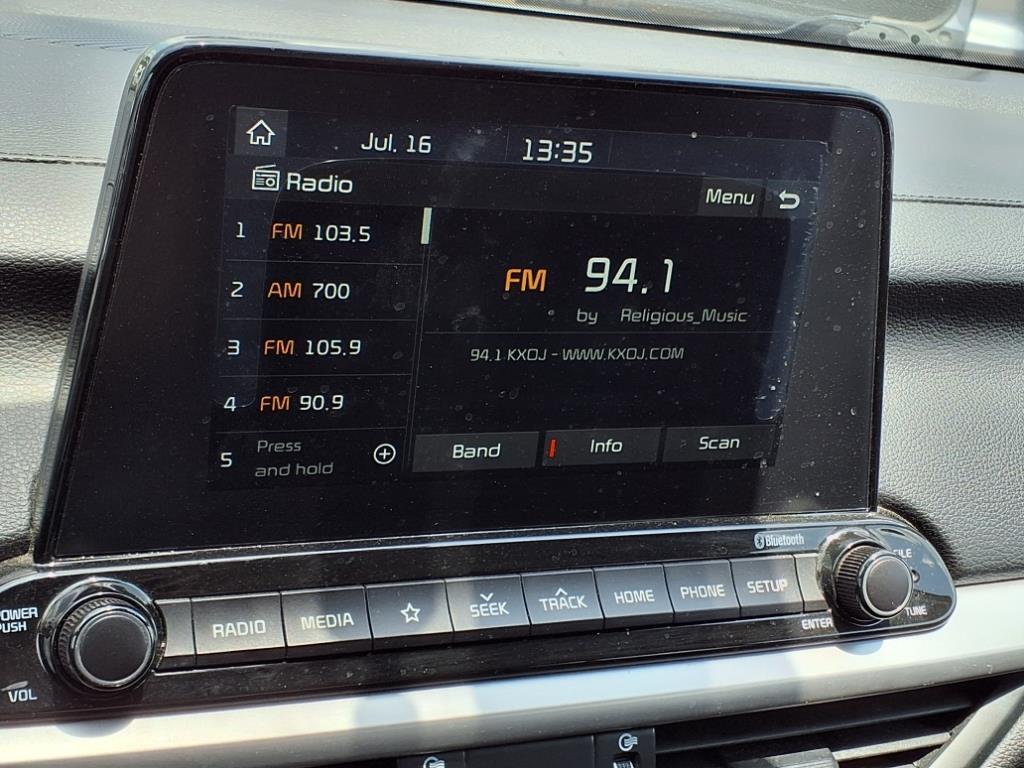 Jul. 16 13:35
Radio
Menu
1 FM 103.5
2 AM 700
3 FM 105.9
4 FM 90.9
5 Press and hold
FM 94.1
by Religious_Music
94.1 KXOJ - WWW.KXOJ.COM
Band Info Scan
Bluetooth
POWER
PUSH
VOL
RADIO MEDIA SEEK TRACK HOME PHONE SETUP
FILE
TUNE
ENTER